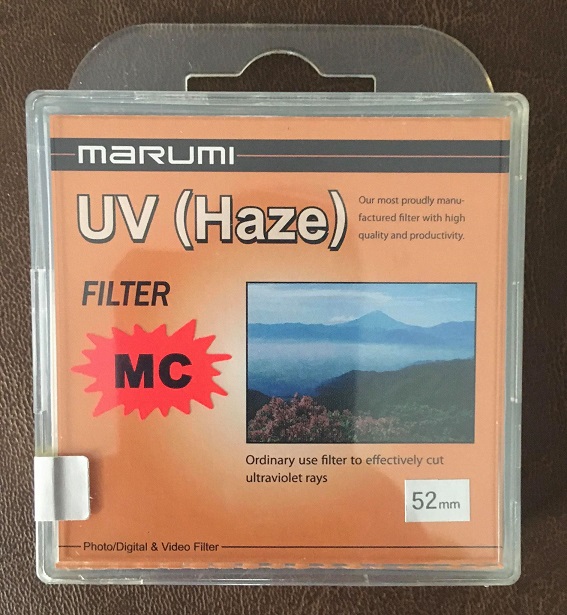 marumi
UV (Haze)
Our most proudly manu-
factured filter with high
quality and productivity.
FILTER
MC
Ordinary use filter to effectively cut
ultraviolet rays
52mm
Photo/Digital & Video Filter